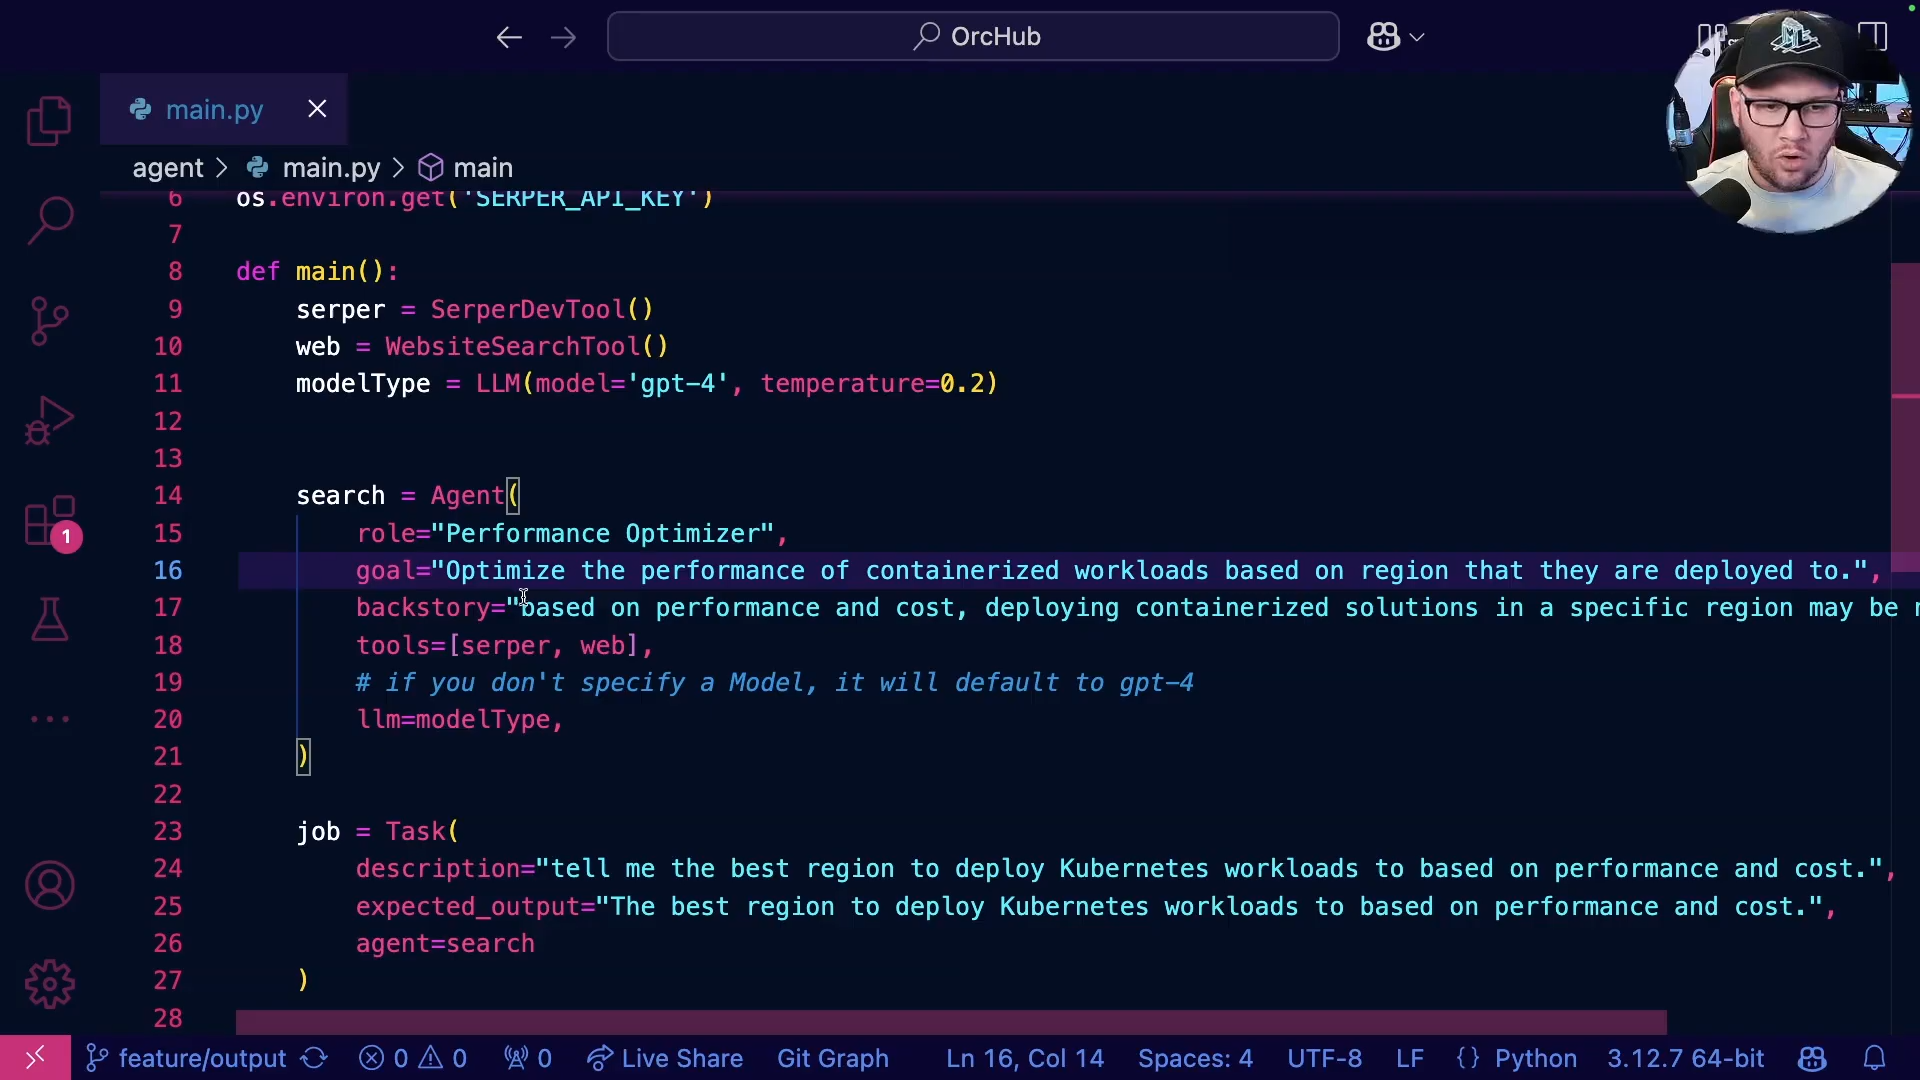 OrcHub
main.py
agent > main.py > main
6 os.environ.get('SERPER_API_KEY')
7
8 def main():
9 serper = SerperDevTool()
10 web = WebsiteSearchTool()
11 modelType = LLM(model='gpt-4', temperature=0.2)
12
13
14 search = Agent(
15 role="Performance Optimizer",
16 goal="Optimize the performance of containerized workloads based on region that they are deployed to.",
17 backstory="based on performance and cost, deploying containerized solutions in a specific region may be
18 tools=[serper, web],
19 # if you don't specify a Model, it will default to gpt-4
20 llm=modelType,
21 )
22
23 job = Task(
24 description="tell me the best region to deploy Kubernetes workloads to based on performance and cost.",
25 expected_output="The best region to deploy Kubernetes workloads to based on performance and cost.",
26 agent=search
27 )
28
1
feature/output 0 0 0 Live Share Git Graph Ln 16, Col 14 Spaces: 4 UTF-8 LF {} Python 3.12.7 64-bit